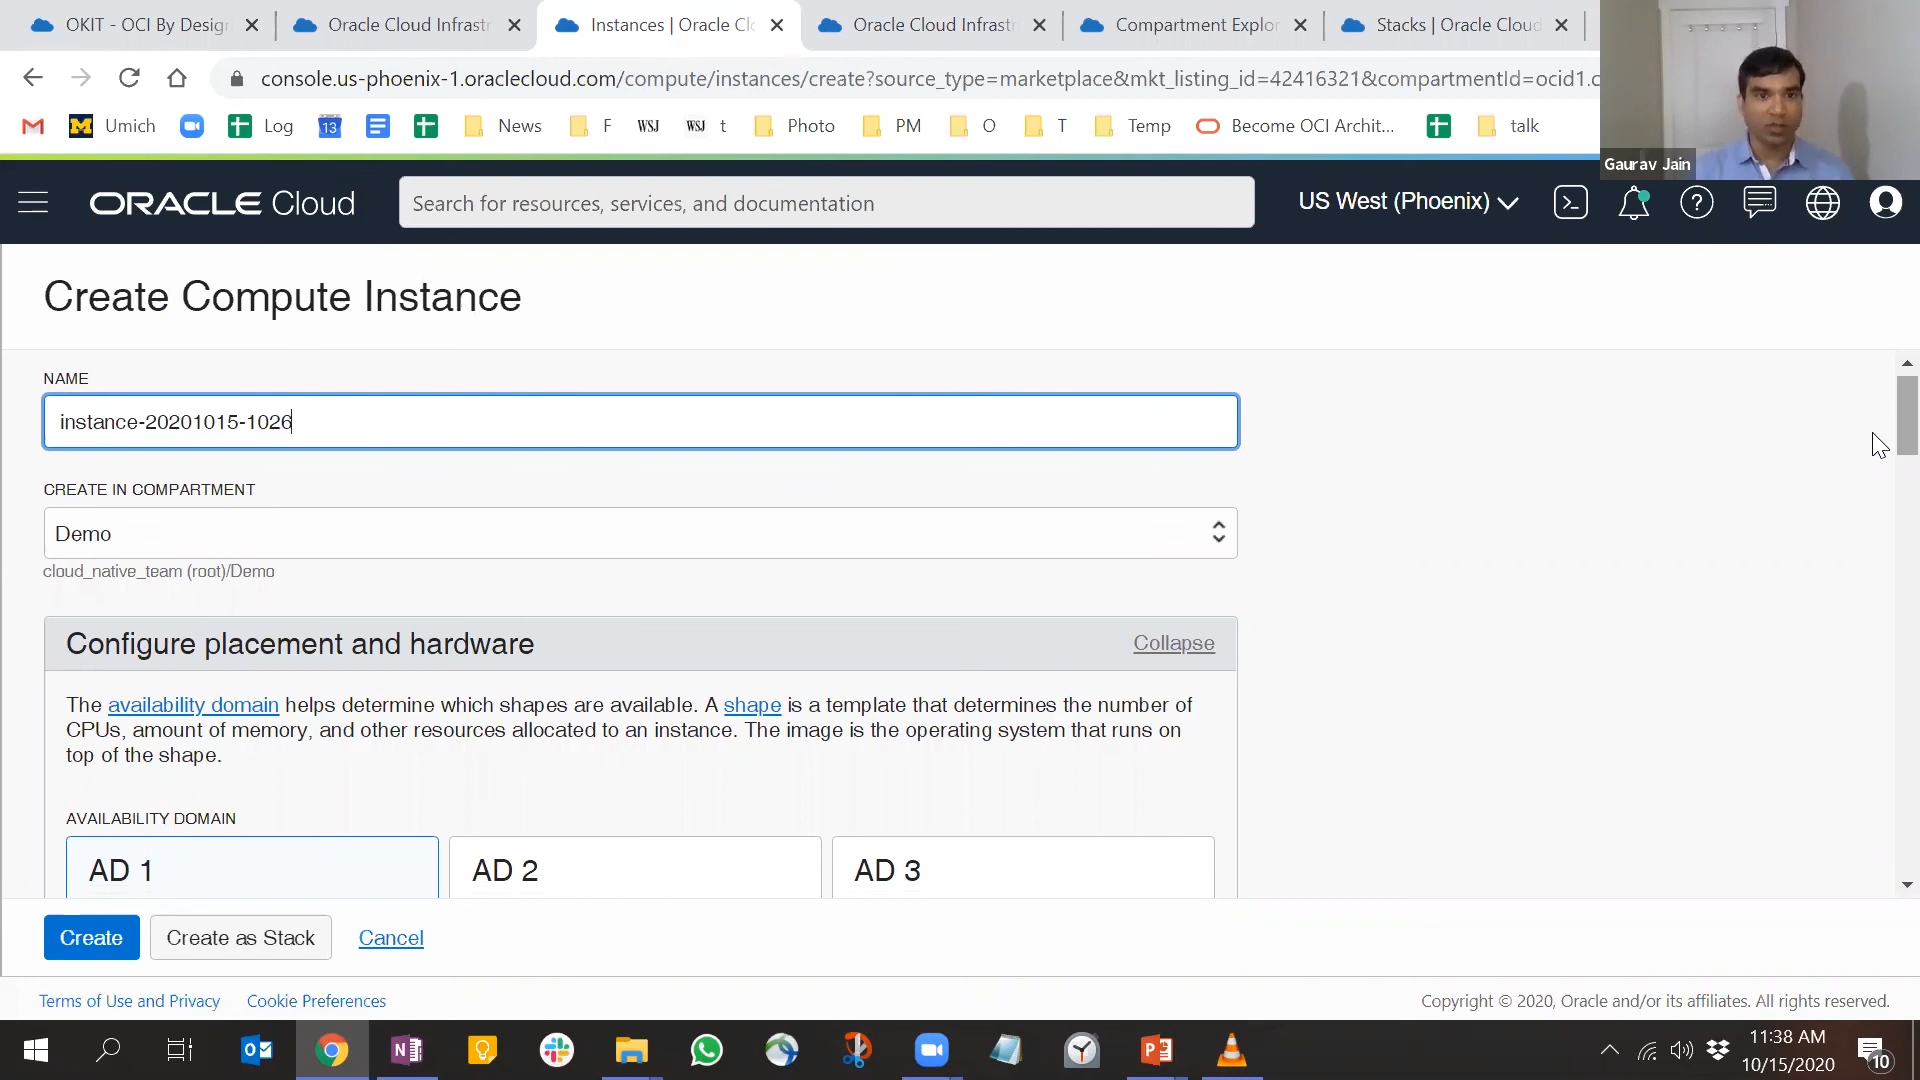 OKIT - OCI By Desig
Oracle Cloud Infrastr
Instances | Oracle Clo
Oracle Cloud Infrast
Compartment Explor
Stacks | Oracle Cloud
console.us-phoenix-1.oraclecloud.com/compute/instances/create?source_type=marketplace&mkt_listing_id=42416321&compartmentId=ocid1.c
M Umich
Log
13
News
F
WSJ
WSJ t
Photo
PM
O
T
Temp
Become OCI Archit...
talk
Gaurav Jain
ORACLE Cloud
Search for resources, services, and documentation
US West (Phoenix)
Create Compute Instance
NAME
instance-20201015-1026
CREATE IN COMPARTMENT
Demo
cloud_native_team (root)/Demo
Configure placement and hardware
Collapse
The availability domain helps determine which shapes are available. A shape is a template that determines the number of
CPUs, amount of memory, and other resources allocated to an instance. The image is the operating system that runs on
top of the shape.
AVAILABILITY DOMAIN
AD 1
AD 2
AD 3
Create
Create as Stack
Cancel
Terms of Use and Privacy
Cookie Preferences
Copyright © 2020, Oracle and/or its affiliates. All rights reserved.
11:38 AM
10/15/2020
10